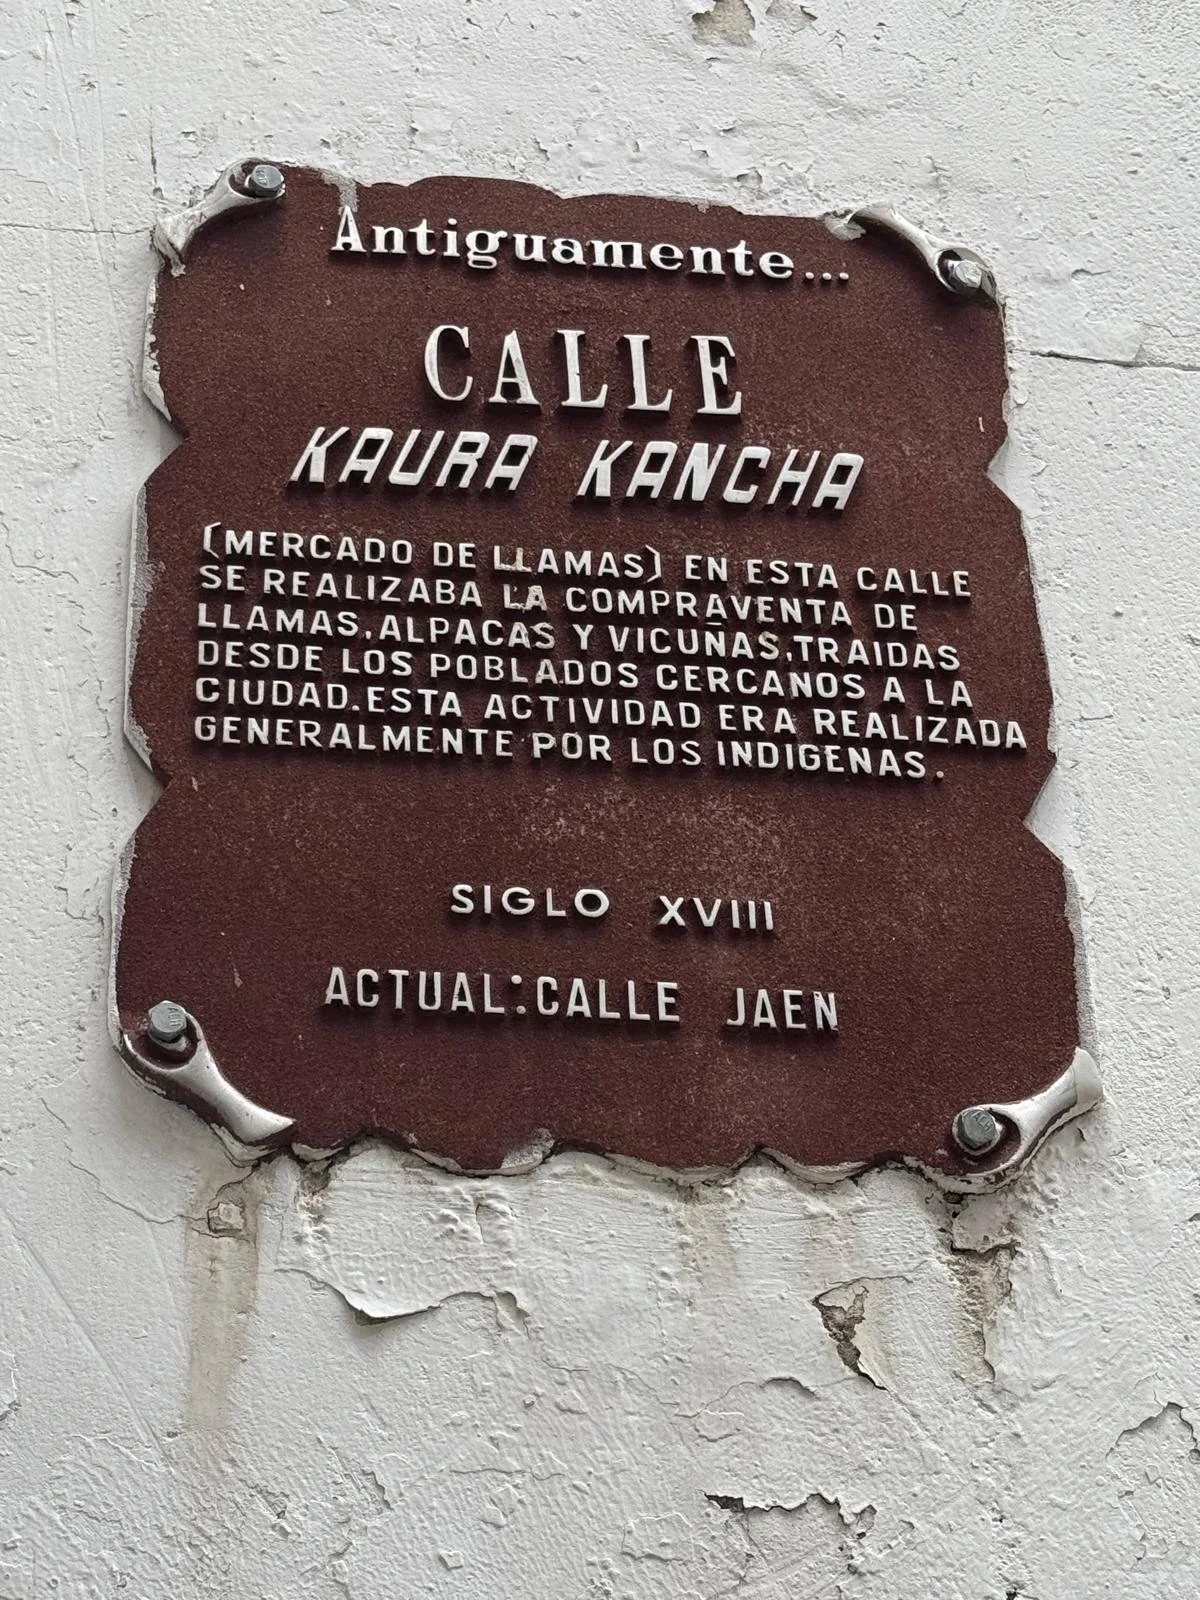 Antiguamente...
CALLE
KAURA KANCHA
(MERCADO DE LLAMAS) EN ESTA CALLE
SE REALIZABA LA COMPRAVENTA DE
LLAMAS,ALPACAS Y VICUÑAS,TRAIDAS
DESDE LOS POBLADOS CERCANOS A LA
CIUDAD.ESTA ACTIVIDAD ERA REALIZADA
GENERALMENTE POR LOS INDIGENAS.
SIGLO XVIII
ACTUAL:CALLE JAEN